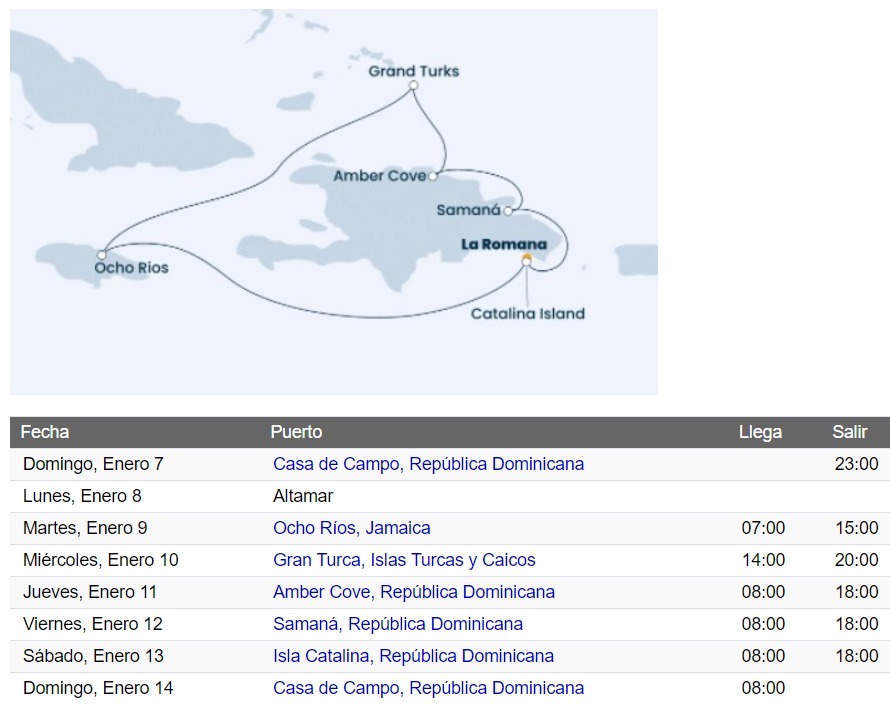 Grand Turks
Amber Cove
Samaná
La Romana
Ocho Rios
Catalina Island
Fecha Puerto Llega Salir
Domingo, Enero 7 Casa de Campo, República Dominicana 23:00
Lunes, Enero 8 Altamar
Martes, Enero 9 Ocho Ríos, Jamaica 07:00 15:00
Miércoles, Enero 10 Gran Turca, Islas Turcas y Caicos 14:00 20:00
Jueves, Enero 11 Amber Cove, República Dominicana 08:00 18:00
Viernes, Enero 12 Samaná, República Dominicana 08:00 18:00
Sábado, Enero 13 Isla Catalina, República Dominicana 08:00 18:00
Domingo, Enero 14 Casa de Campo, República Dominicana 08:00